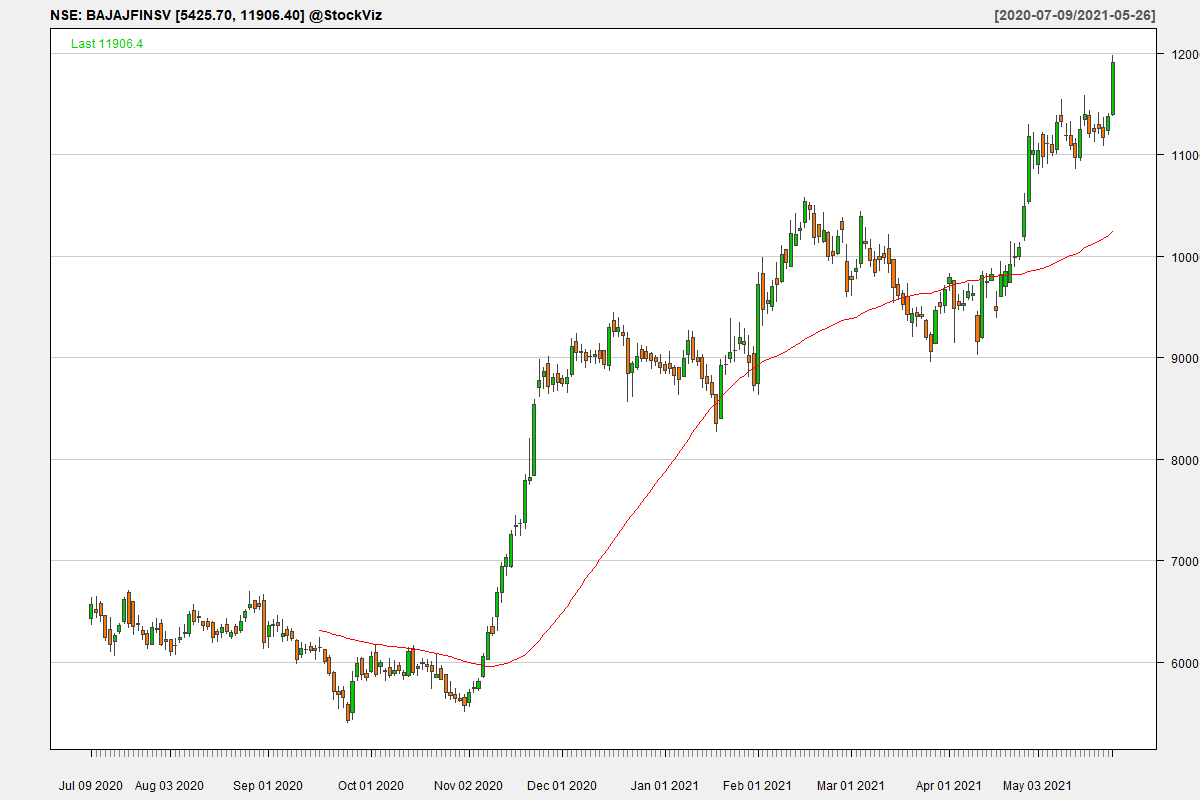 NSE: BAJAJFINSV [5425.70, 11906.40] @StockViz [2020-07-09/2021-05-26]
Last 11906.4
1200
1100
1000
9000
8000
7000
6000
Jul 09 2020 Aug 03 2020 Sep 01 2020 Oct 01 2020 Nov 02 2020 Dec 01 2020 Jan 01 2021 Feb 01 2021 Mar 01 2021 Apr 01 2021 May 03 2021